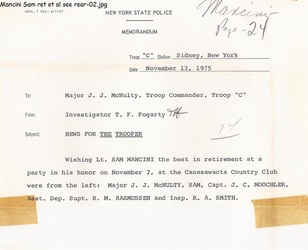 Mancini Sam ret et al see rear-02.jpg
Mancini
Page-24
NEW YORK STATE POLICE
MEMORANDUM
Troop "C" Station Sidney, New York
Date November 13, 1975
To: Major J. J. McNulty, Troop Commander, Troop "C"
From: Investigator T. F. Fogarty
Subject: NEWS FOR THE TROOPER
14
Wishing Lt. SAM MANCINI the best in retirement at a
party in his honor on November 7, at the Canasawacta Country Club
were from the left: Major J. J. McNULTY, SAM, Capt. J. C. MOOCHLER,
Asst. Dep. Supt. R. M. RASMUSSEN and Insp. R. A. SMITH.